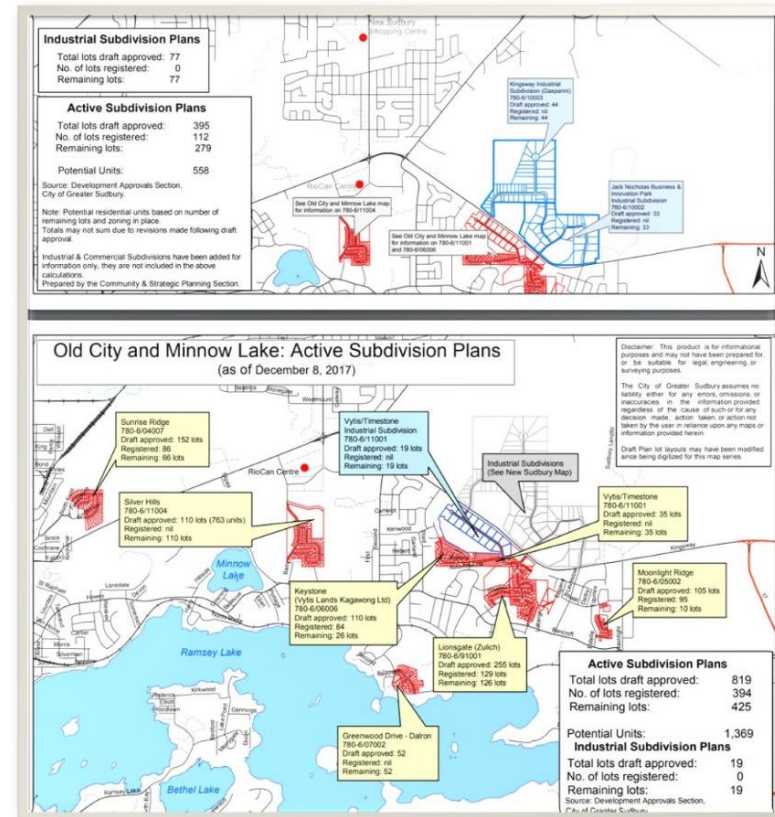 New Sudbury
Shopping Centre
Industrial Subdivision Plans
Total lots draft approved: 77
No. of lots registered: 0
Remaining lots: 77
Active Subdivision Plans
Total lots draft approved: 395
No. of lots registered: 112
Remaining lots: 279
Potential Units: 558
Source: Development Approvals Section,
City of Greater Sudbury.
Note: Potential residential units based on number of
remaining lots and zoning in place.
Totals may not sum due to revisions made following draft
approval.
Industrial & Commercial Subdivisions have been added for
information only, they are not included in the above
calculations.
Prepared by the Community & Strategic Planning Section.
Kingsway Industrial
Subdivision (Gasparini)
780-6/10003
Draft approved: 44
Registered: nil
Remaining: 44
RioCan Centre
See Old City and Minnow Lake map
for information on 780-6/11004
See Old City and Minnow Lake map
for information on 780-6/11001
and 780-6/06006
Jack Nocholas Business &
Innovation Park
Industrial Subdivision
780-6/10002
Draft approved: 33
Registered: nil
Remaining: 33
N
Old City and Minnow Lake: Active Subdivision Plans
(as of December 8, 2017)
Disclaimer: This product is for informational
purposes and may not have been prepared for,
or be suitable for legal, engineering, or
surveying purposes.
The City of Greater Sudbury assumes no
liability either for any errors, omissions, or
inaccuracies in the information provided
regardless of the cause of such or for any
decision made, action taken, or action not
taken by the user in reliance upon any maps or
information provided herein.
Draft Plan lot layouts may have been modified
since being digitized for this map series.
Sunrise Ridge
780-6/04007
Draft approved: 152 lots
Registered: 86
Remaining: 66 lots
Vytis/Timestone
Industrial Subdivision
780-6/11001
Draft approved: 19 lots
Registered: nil
Remaining: 19 lots
RioCan Centre
Industrial Subdivisions
(See New Sudbury Map)
Silver Hills
780-6/11004
Draft approved: 110 lots (763 units)
Registered: nil
Remaining: 110 lots
Vytis/Timestone
780-6/11001
Draft approved: 35 lots
Registered: nil
Remaining: 35 lots
Kingsway
Minnow
Lake
Keystone
(Vytis Lands Kagawong Ltd)
780-6/06006
Draft approved: 110 lots
Registered: 84
Remaining: 26 lots
Moonlight Ridge
780-6/05002
Draft approved: 105 lots
Registered: 95
Remaining: 10 lots
Ramsey Lake
Lionsgate (Zulich)
780-6/91001
Draft approved: 255 lots
Registered: 129 lots
Remaining: 126 lots
Greenwood Drive - Dalron
780-6/07002
Draft approved: 52
Registered: nil
Remaining: 52
Bethel Lake
Active Subdivision Plans
Total lots draft approved: 819
No. of lots registered: 394
Remaining lots: 425
Potential Units: 1,369
Industrial Subdivision Plans
Total lots draft approved: 19
No. of lots registered: 0
Remaining lots: 19
Source: Development Approvals Section,
City of Greater Sudbury